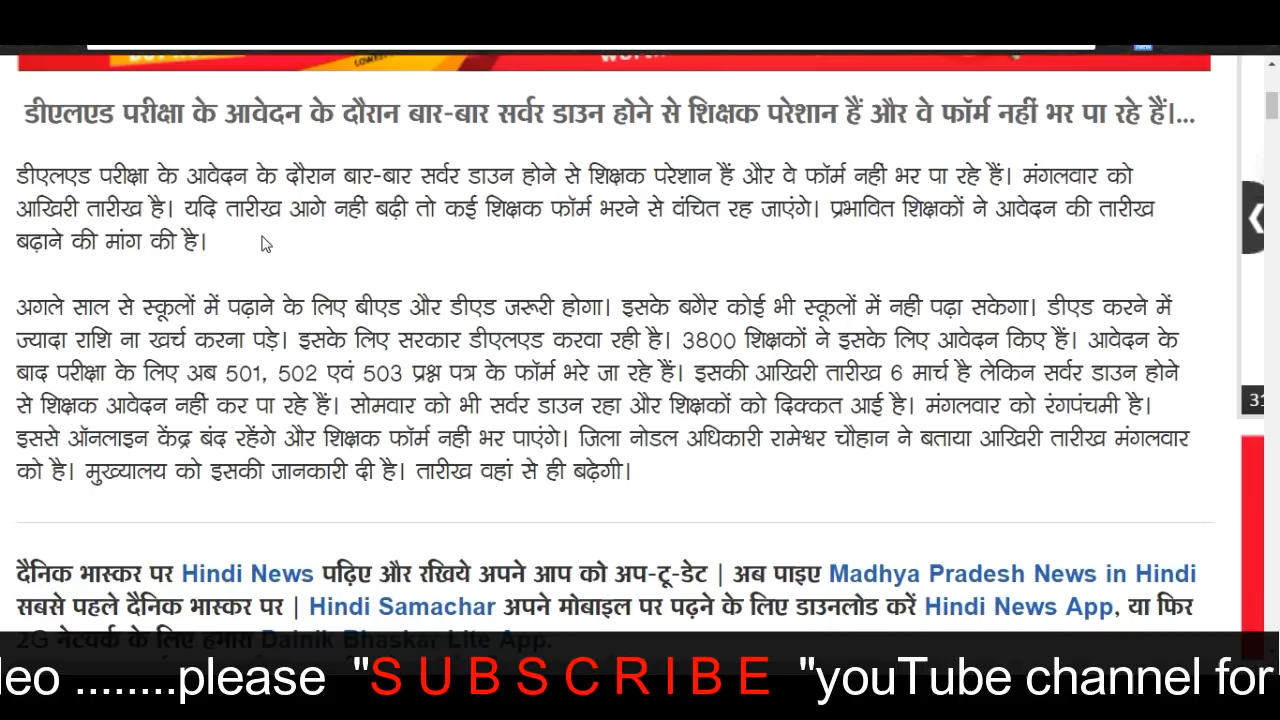 डीएलएड परीक्षा के आवेदन के दौरान बार-बार सर्वर डाउन होने से शिक्षक परेशान हैं और वे फॉर्म नहीं भर पा रहे हैं।...
डीएलएड परीक्षा के आवेदन के दौरान बार-बार सर्वर डाउन होने से शिक्षक परेशान हैं और वे फॉर्म नहीं भर पा रहे हैं। मंगलवार को
आखिरी तारीख है। यदि तारीख आगे नहीं बढ़ी तो कई शिक्षक फॉर्म भरने से वंचित रह जाएंगे। प्रभावित शिक्षकों ने आवेदन की तारीख
बढ़ाने की मांग की है।
अगले साल से स्कूलों में पढ़ाने के लिए बीएड और डीएड जरूरी होगा। इसके बगैर कोई भी स्कूलों में नहीं पढ़ा सकेगा। डीएड करने में
ज्यादा राशि ना खर्च करना पड़े। इसके लिए सरकार डीएलएड करवा रही है। 3800 शिक्षकों ने इसके लिए आवेदन किए हैं। आवेदन के
बाद परीक्षा के लिए अब 501, 502 एवं 503 प्रश्न पत्र के फॉर्म भरे जा रहे हैं। इसकी आखिरी तारीख 6 मार्च है लेकिन सर्वर डाउन होने
से शिक्षक आवेदन नहीं कर पा रहे हैं। सोमवार को भी सर्वर डाउन रहा और शिक्षकों को दिक्कत आई है। मंगलवार को रंगपंचमी है।
इससे ऑनलाइन केंद्र बंद रहेंगे और शिक्षक फॉर्म नहीं भर पाएंगे। जिला नोडल अधिकारी रामेश्वर चौहान ने बताया आखिरी तारीख मंगलवार
को है। मुख्यालय को इसकी जानकारी दी है। तारीख वहां से ही बढ़ेगी।
दैनिक भास्कर पर Hindi News पढ़िए और रखिये अपने आप को अप-टू-डेट | अब पाइए Madhya Pradesh News in Hindi
सबसे पहले दैनिक भास्कर पर | Hindi Samachar अपने मोबाइल पर पढ़ने के लिए डाउनलोड करें Hindi News App, या फिर
2G नेटवर्क के लिए हमारा Dainik Bhaskar Lite App.
........please "SUBSCRIBE "youTube channel for